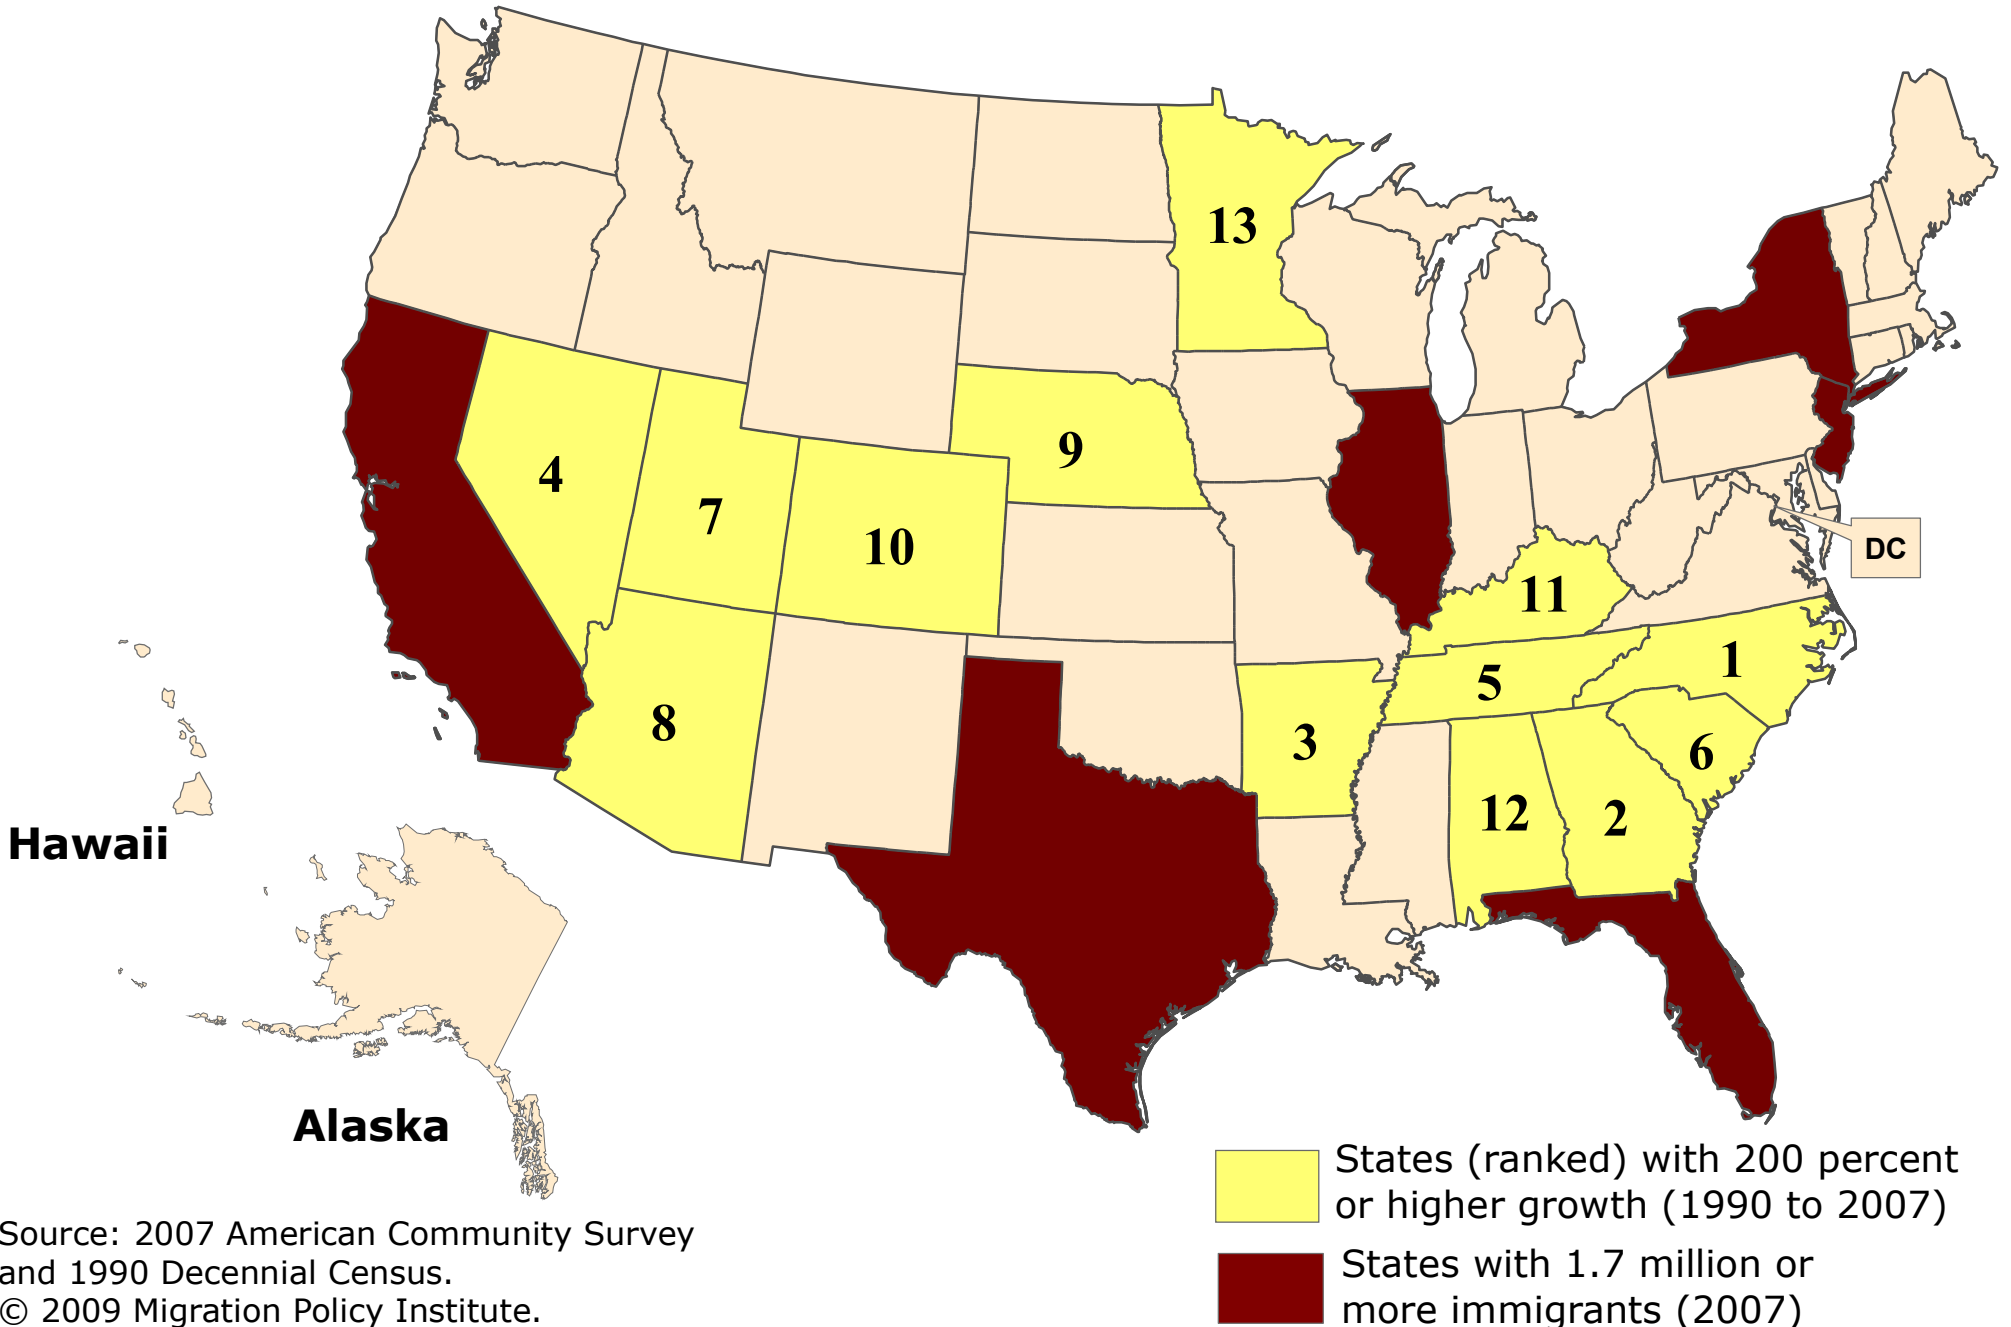 13
4
7
10
9
DC
11
1
5
8
3
6
12
2
Hawaii
Alaska
States (ranked) with 200 percent
or higher growth (1990 to 2007)
States with 1.7 million or
more immigrants (2007)
Source: 2007 American Community Survey
and 1990 Decennial Census.
© 2009 Migration Policy Institute.